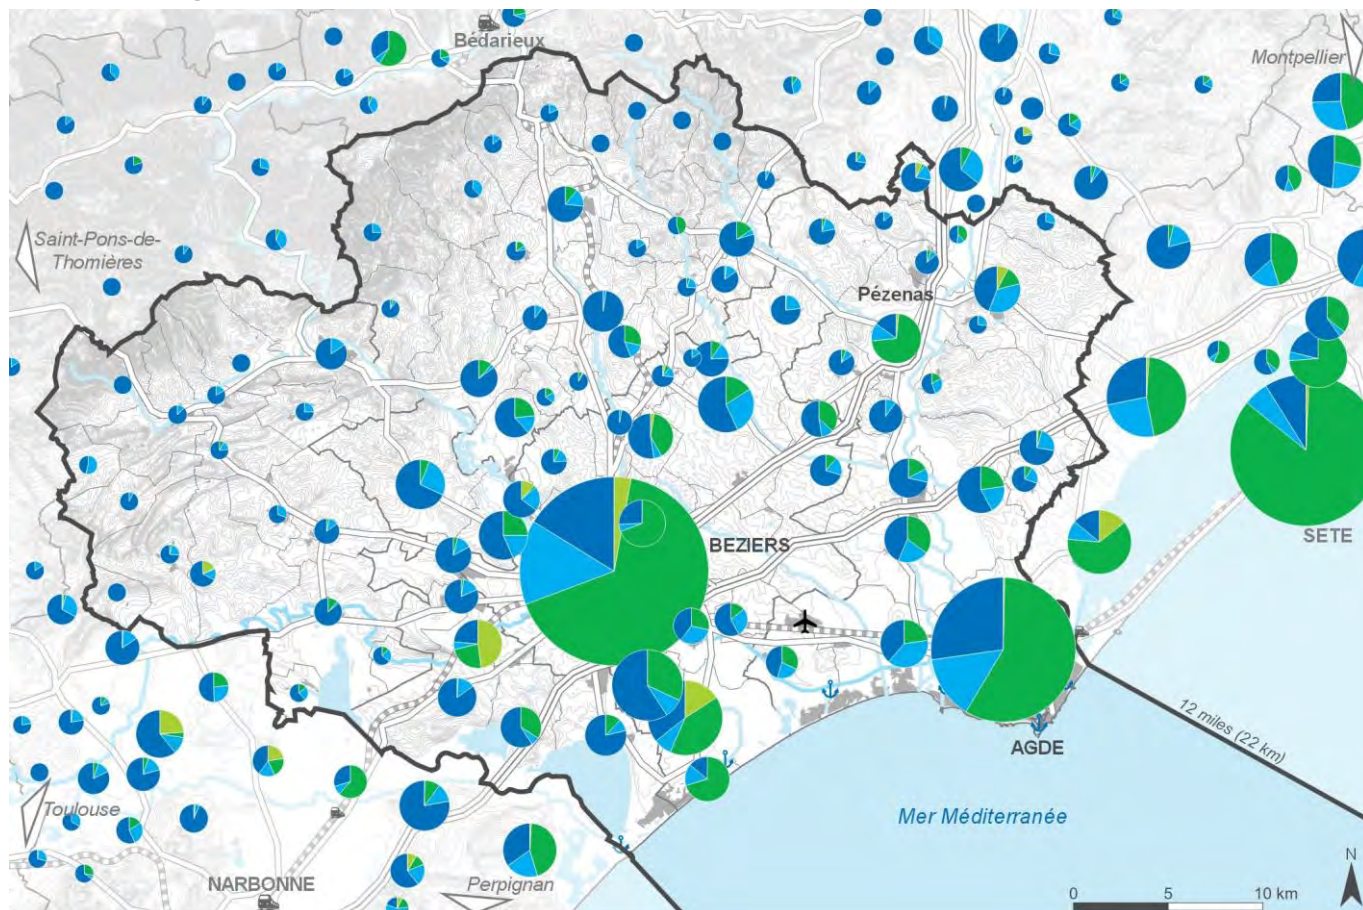 Bédarieux
Montpellier
Saint-Pons-de-
Thomières
Pézenas
BEZIERS
SETE
12 miles (22 km)
AGDE
Toulouse
Mer Méditerranée
NARBONNE
Perpignan
N
0 5 10 km